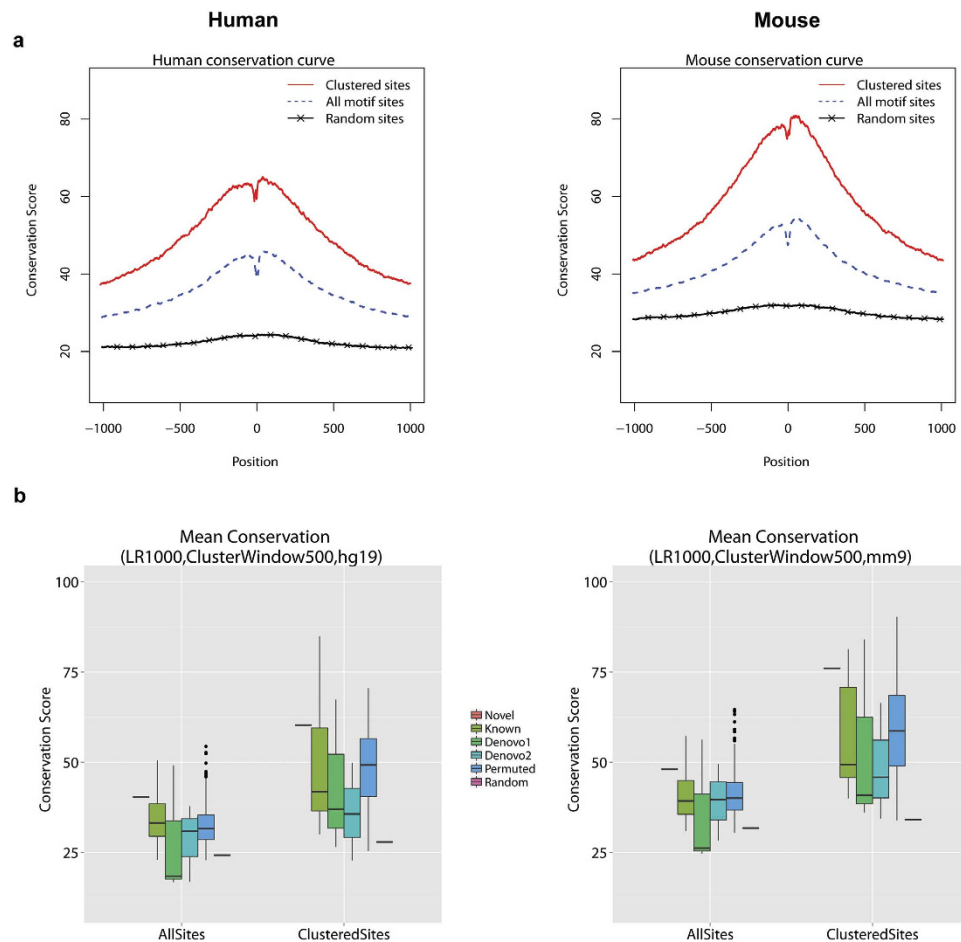 Human
Mouse
a
Human conservation curve
Clustered sites
All motif sites
Random sites
Conservation Score
80
60
40
20
−1000
−500
0
500
1000
Position
Mouse conservation curve
Clustered sites
All motif sites
Random sites
Conservation Score
80
60
40
20
−1000
−500
0
500
1000
Position
b
Mean Conservation
(LR1000,ClusterWindow500,hg19)
Conservation Score
100
75
50
25
AllSites
ClusteredSites
Novel
Known
Denovo1
Denovo2
Permuted
Random
Mean Conservation
(LR1000,ClusterWindow500,mm9)
Conservation Score
100
75
50
25
AllSites
ClusteredSites